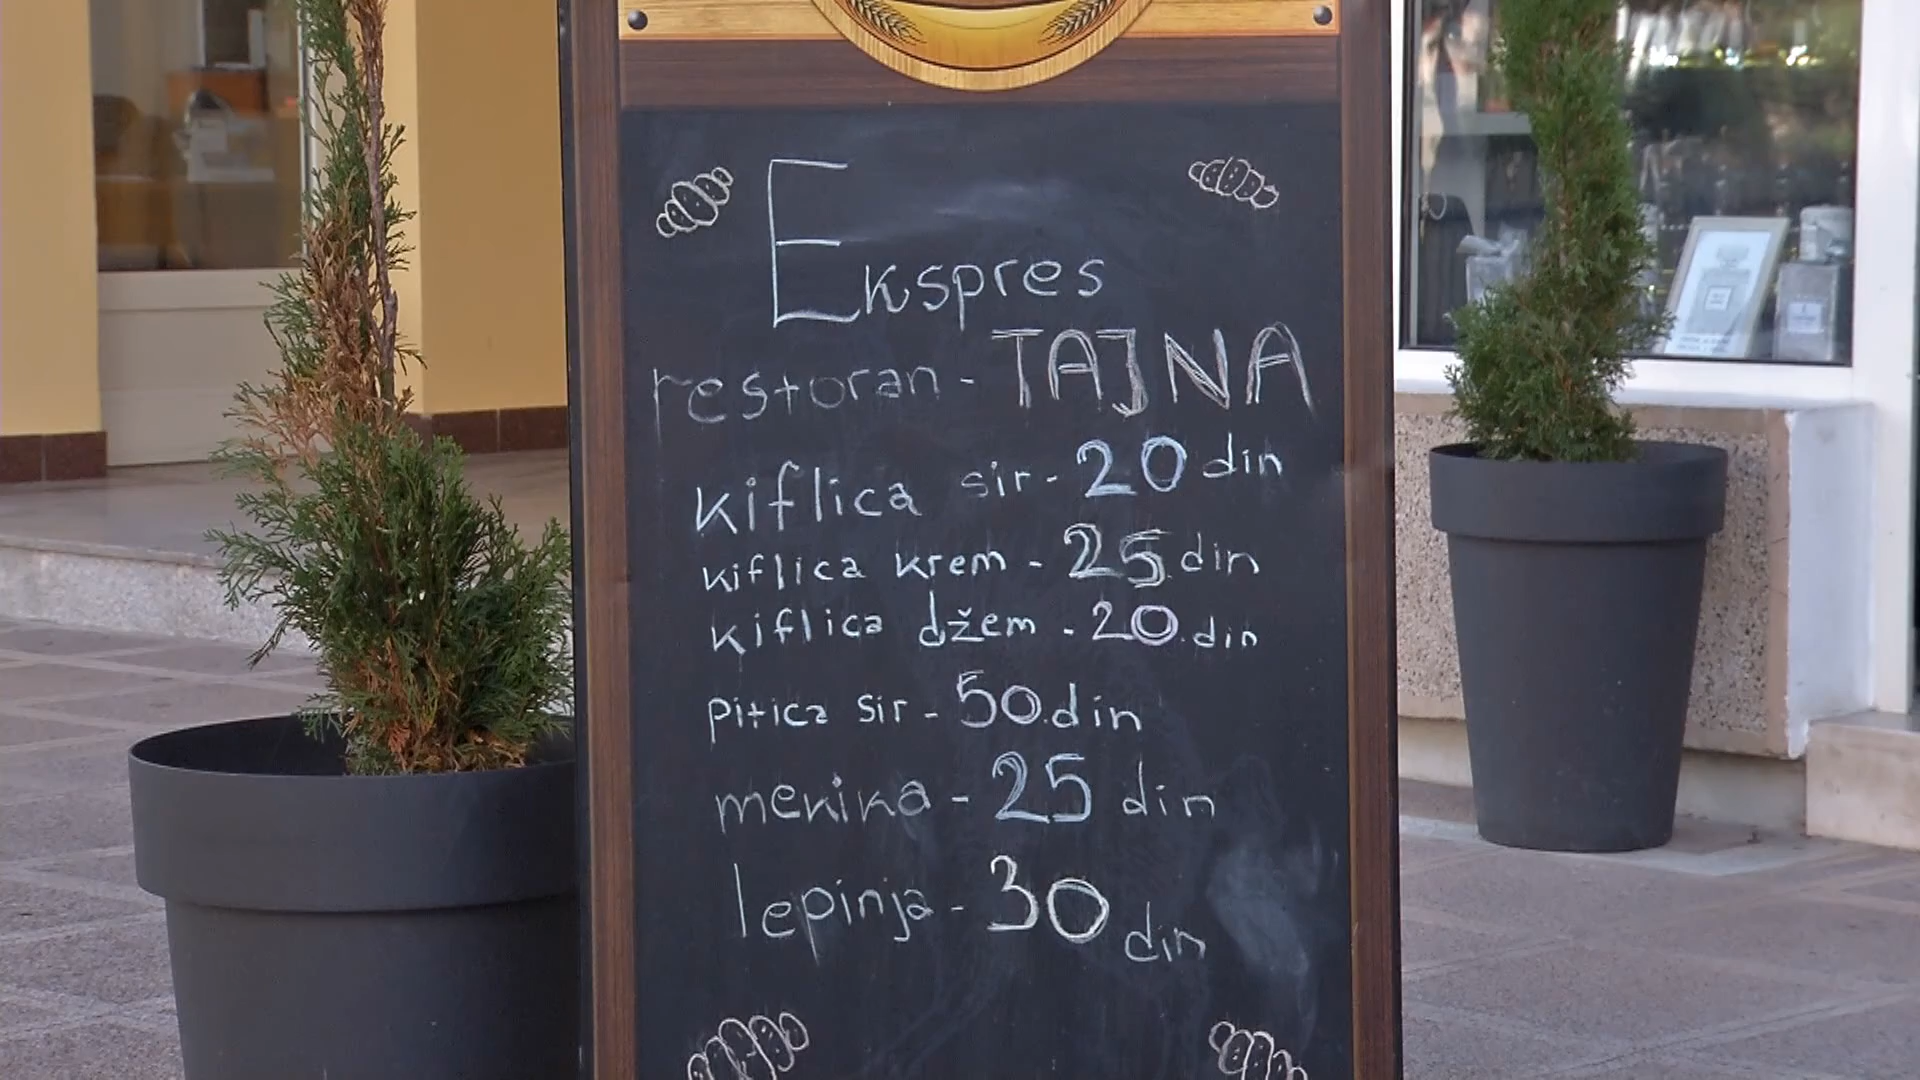 Ekspres
restoran - TAJNA
kiflica sir - 20 din
kiflica krem - 25 din
kiflica džem - 20 din
pitica sir - 50 din
mekika - 25 din
lepinja - 30 din